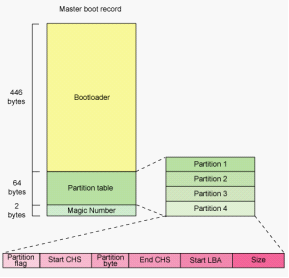 Master boot record
446
bytes
Bootloader
64
bytes
Partition table
2
bytes
Magic Number
Partition 1
Partition 2
Partition 3
Partition 4
Partition
flag
Start CHS
Partition
byte
End CHS
Start LBA
Size